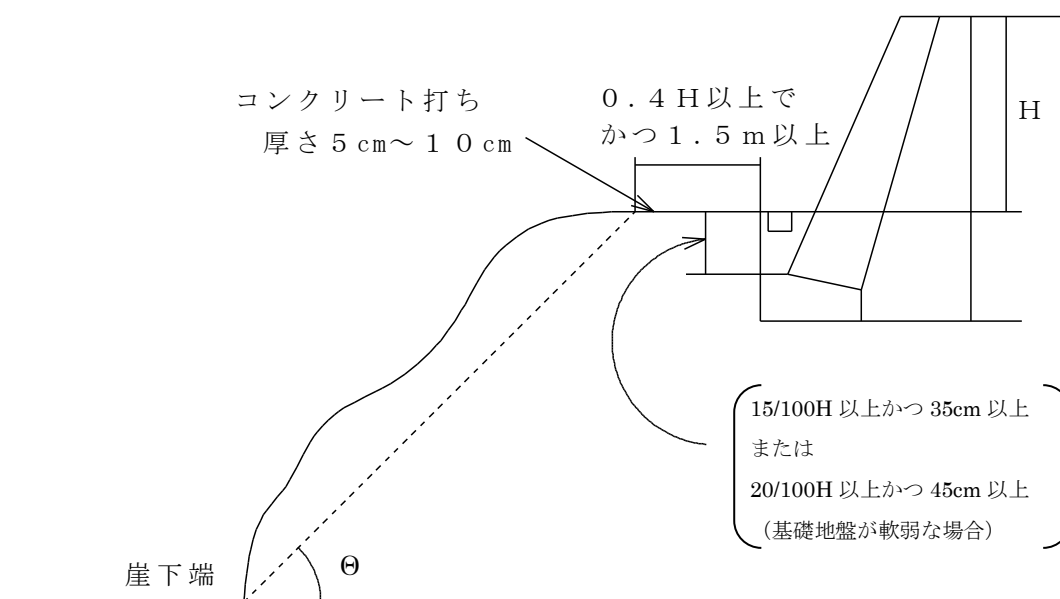 コンクリート打ち
厚さ５㎝～１０㎝
０.４Ｈ以上で
かつ１.５ｍ以上
Ｈ
15/100H 以上かつ 35cm 以上
または
20/100H 以上かつ 45cm 以上
（基礎地盤が軟弱な場合）
崖下端
Θ